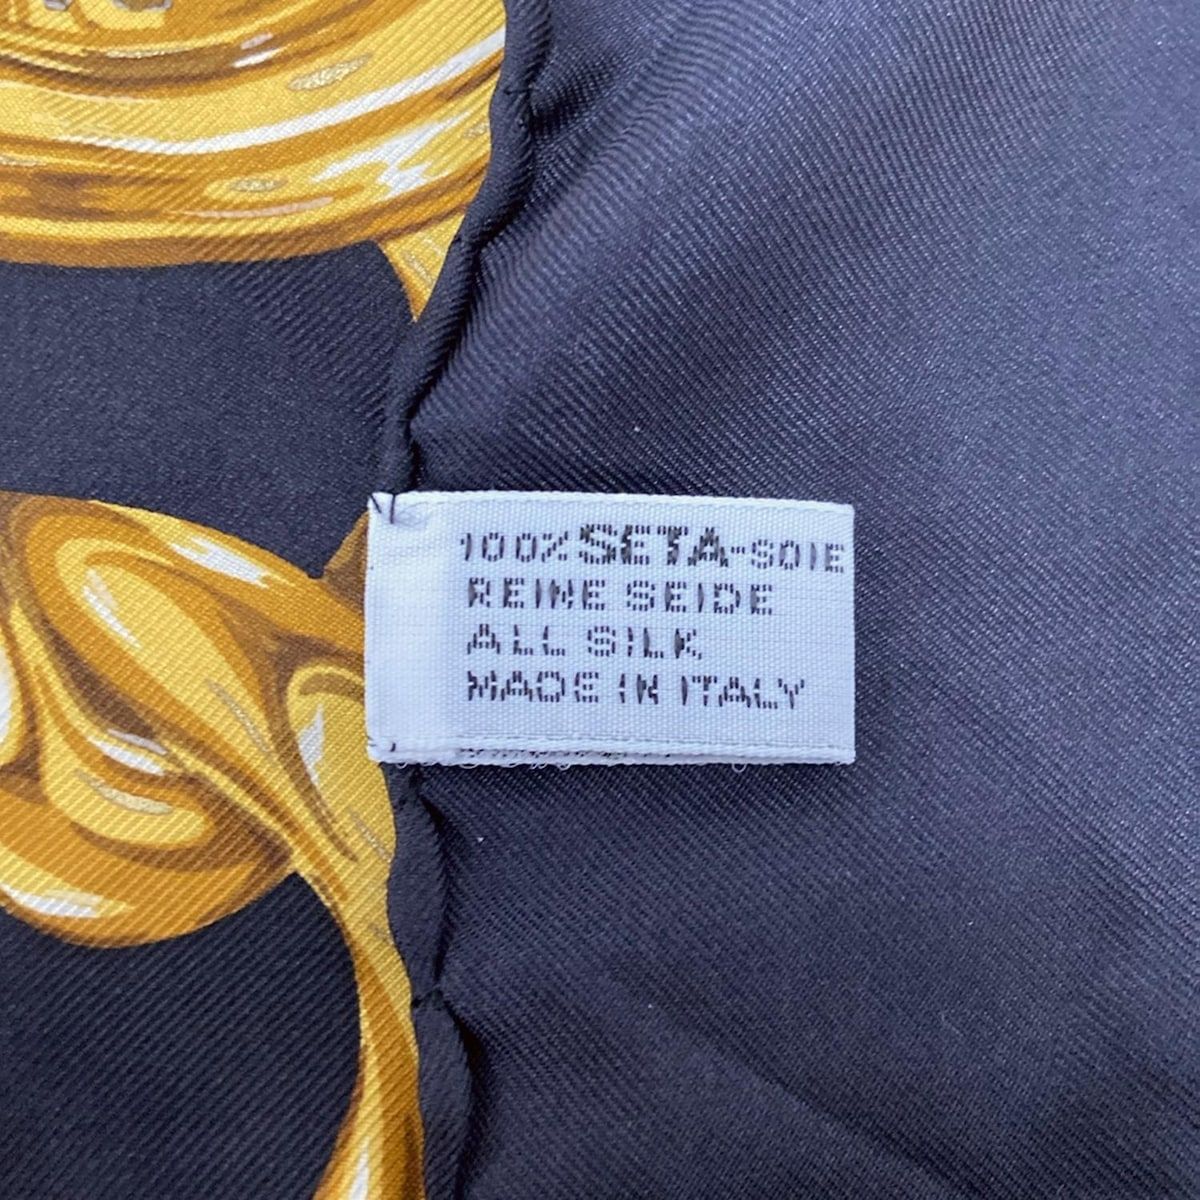 100% SETA-SOIE
REINE SEIDE
ALL SILK
MADE IN ITALY